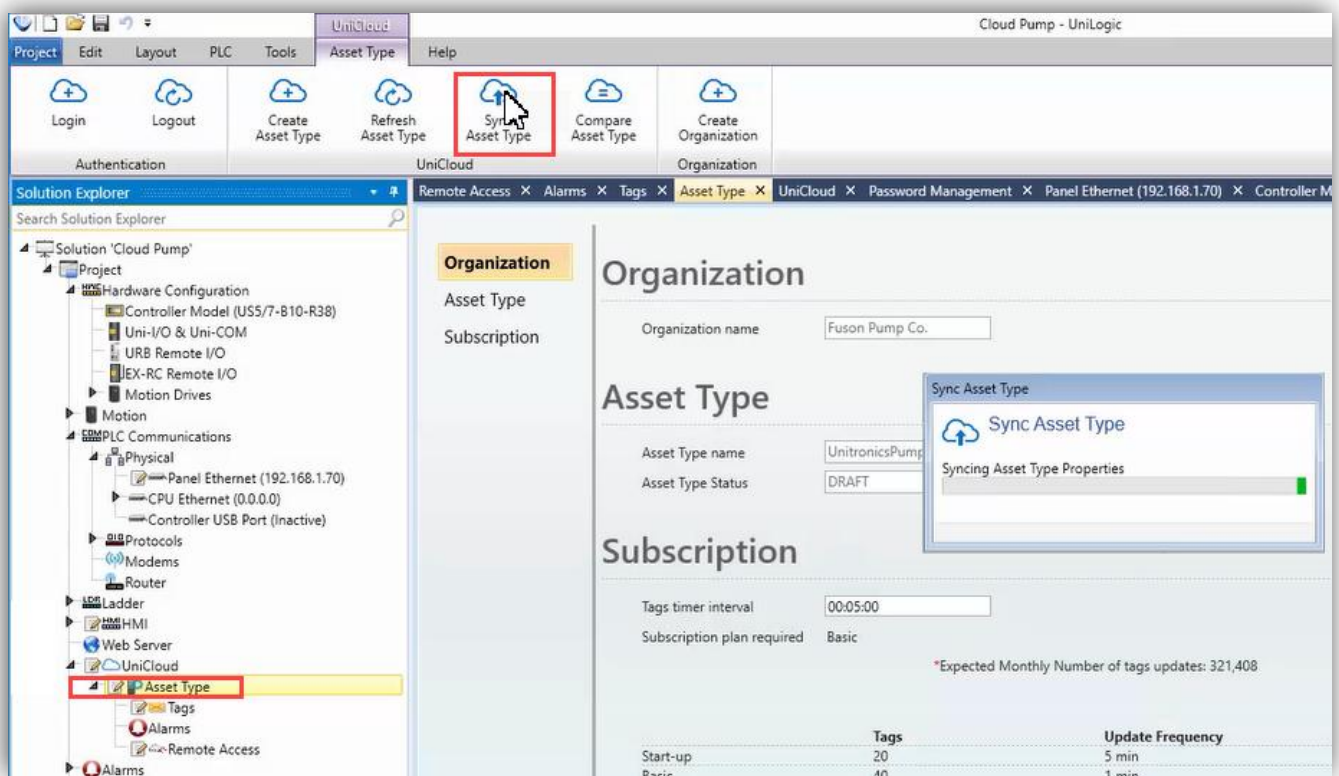 UniCloud
Cloud Pump - UniLogic
Project Edit Layout PLC Tools Asset Type Help
Login
Logout
Create
Asset Type
Refresh
Asset Type
Sync
Asset Type
Compare
Asset Type
Create
Organization
Authentication
UniCloud
Organization
Solution Explorer
Search Solution Explorer
Solution 'Cloud Pump'
Project
Hardware Configuration
Controller Model (US5/7-B10-R38)
Uni-I/O & Uni-COM
URB Remote I/O
EX-RC Remote I/O
Motion Drives
Motion
PLC Communications
Physical
Panel Ethernet (192.168.1.70)
CPU Ethernet (0.0.0.0)
Controller USB Port (Inactive)
Protocols
Modems
Router
Ladder
HMI
Web Server
UniCloud
Asset Type
Tags
Alarms
Remote Access
Alarms
Remote Access X Alarms X Tags X Asset Type X UniCloud X Password Management X Panel Ethernet (192.168.1.70) X Controller M
Organization
Asset Type
Subscription
Organization
Organization name Fuson Pump Co.
Asset Type
Asset Type name UnitronicsPump
Asset Type Status DRAFT
Sync Asset Type
Sync Asset Type
Syncing Asset Type Properties
Subscription
Tags timer interval 00:05:00
Subscription plan required Basic
*Expected Monthly Number of tags updates: 321,408
Tags Update Frequency
Start-up 20 5 min
Basic 40 1 min